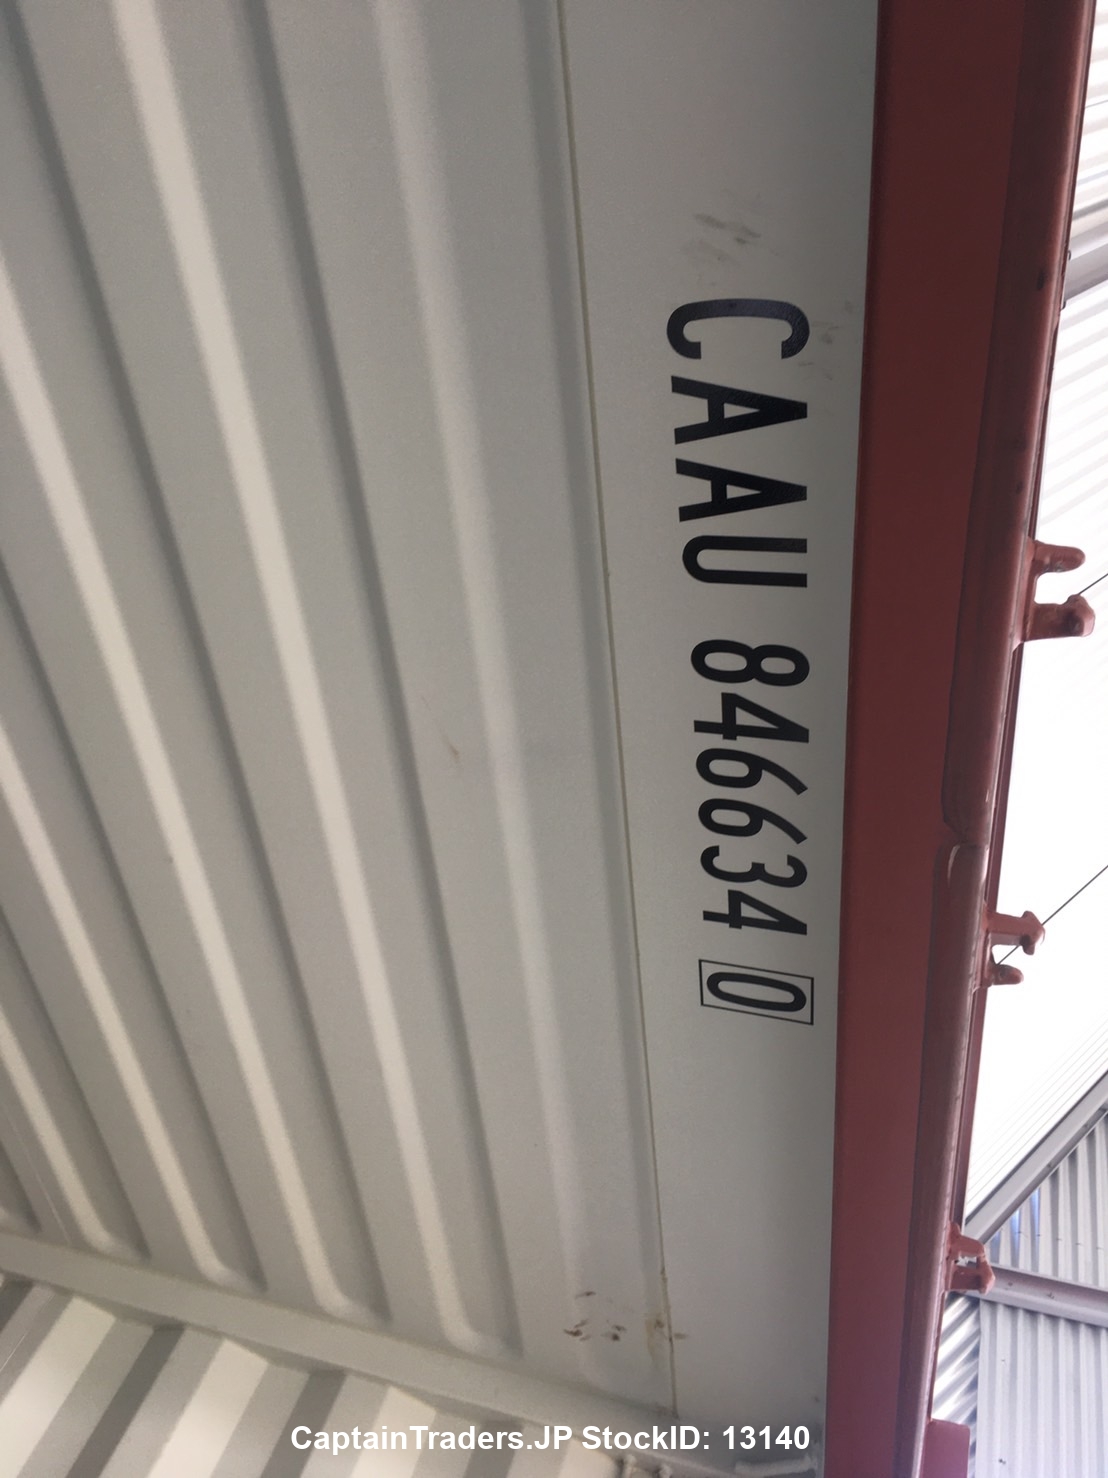 CAAU 846634 0
CaptainTraders.JP StockID: 13140